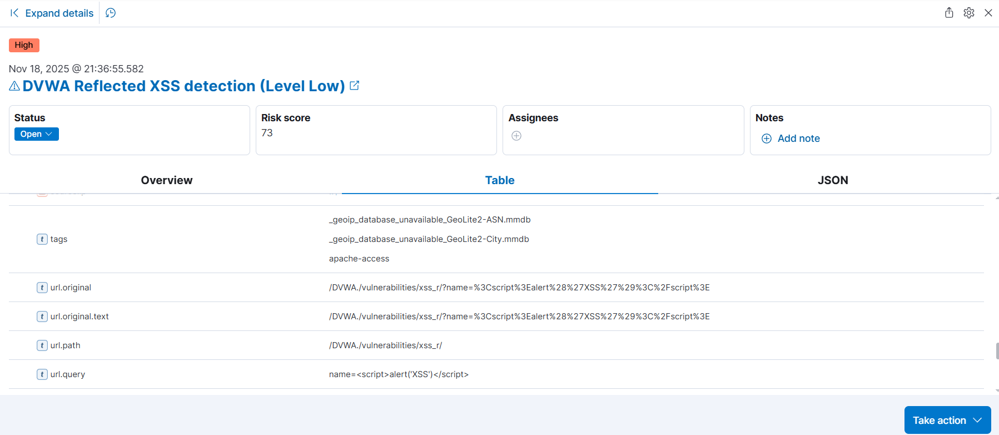 Expand details
High
Nov 18, 2025 @ 21:36:55.582
DVWA Reflected XSS detection (Level Low)
Status
Open
Risk score
73
Assignees
Notes
Add note
Overview
Table
JSON
tags
_geoip_database_unavailable_GeoLite2-ASN.mmdb
_geoip_database_unavailable_GeoLite2-City.mmdb
apache-access
url.original
/DVWA./vulnerabilities/xss_r/?name=%3Cscript%3Ealert%28%27XSS%27%29%3C%2Fscript%3E
url.original.text
/DVWA./vulnerabilities/xss_r/?name=%3Cscript%3Ealert%28%27XSS%27%29%3C%2Fscript%3E
url.path
/DVWA./vulnerabilities/xss_r/
url.query
name=<script>alert('XSS')</script>
Take action